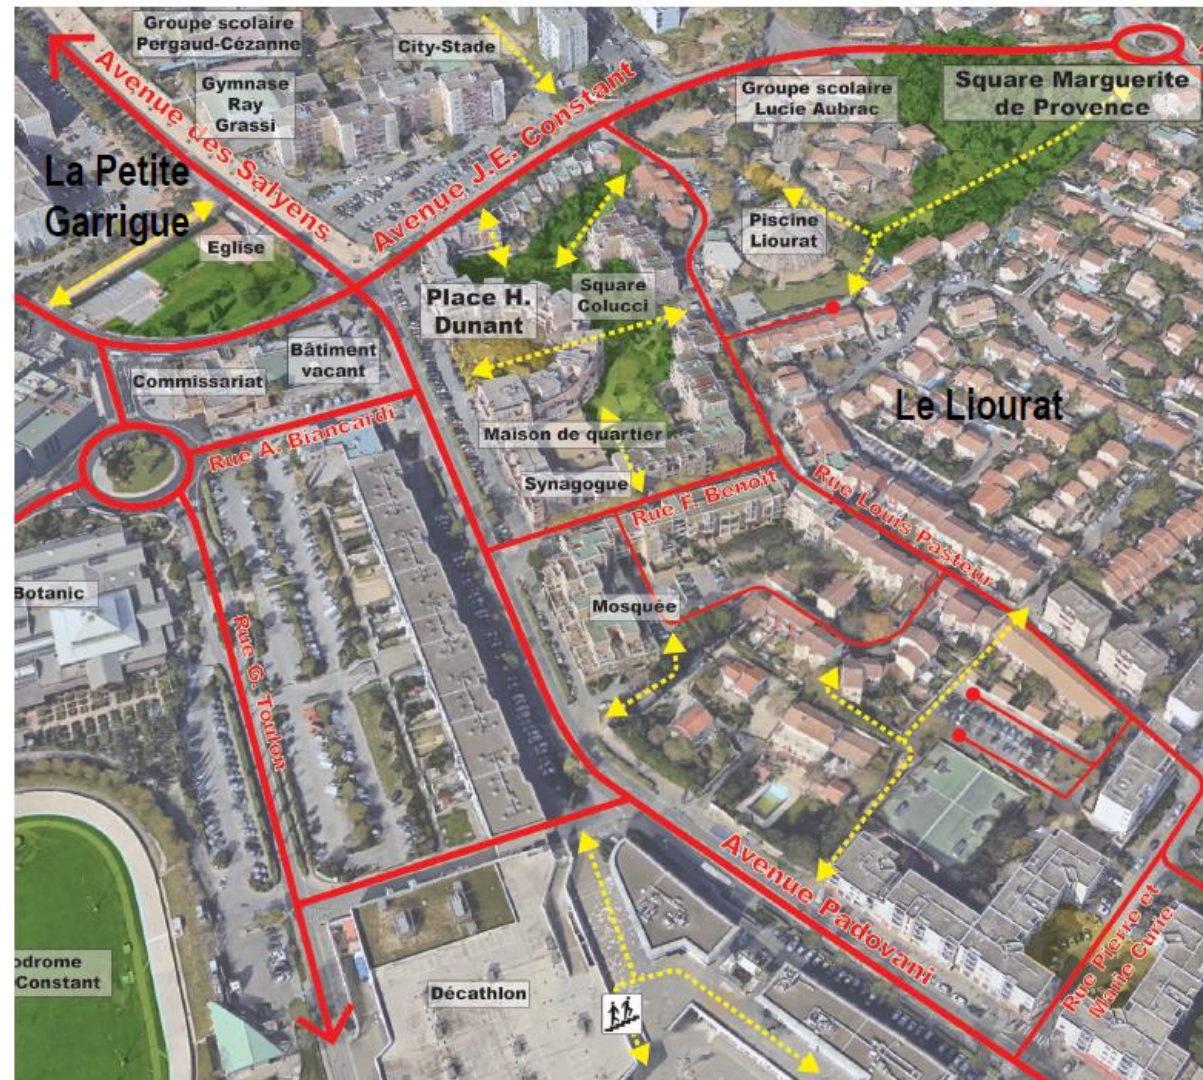 Groupe scolaire
Pergaud-Cézanne
City-Stade
Gymnase
Ray
Grassi
Avenue des Salyens
Avenue J.E. Constant
Groupe scolaire
Lucie Aubrac
Square Marguerite
de Provence
La Petite
Garrigue
Eglise
Piscine
Liourat
Place H.
Dunant
Square
Colucci
Bâtiment
vacant
Commissariat
Le Liourat
Rue A. Biancardi
Maison de quartier
Synagogue
Rue F. Benoit
Rue Louis Pasteur
Botanic
Mosquée
Rue G. Toulon
Avenue Padovani
Rue Pierre et
Marie Curie
odrome
Constant
Décathlon